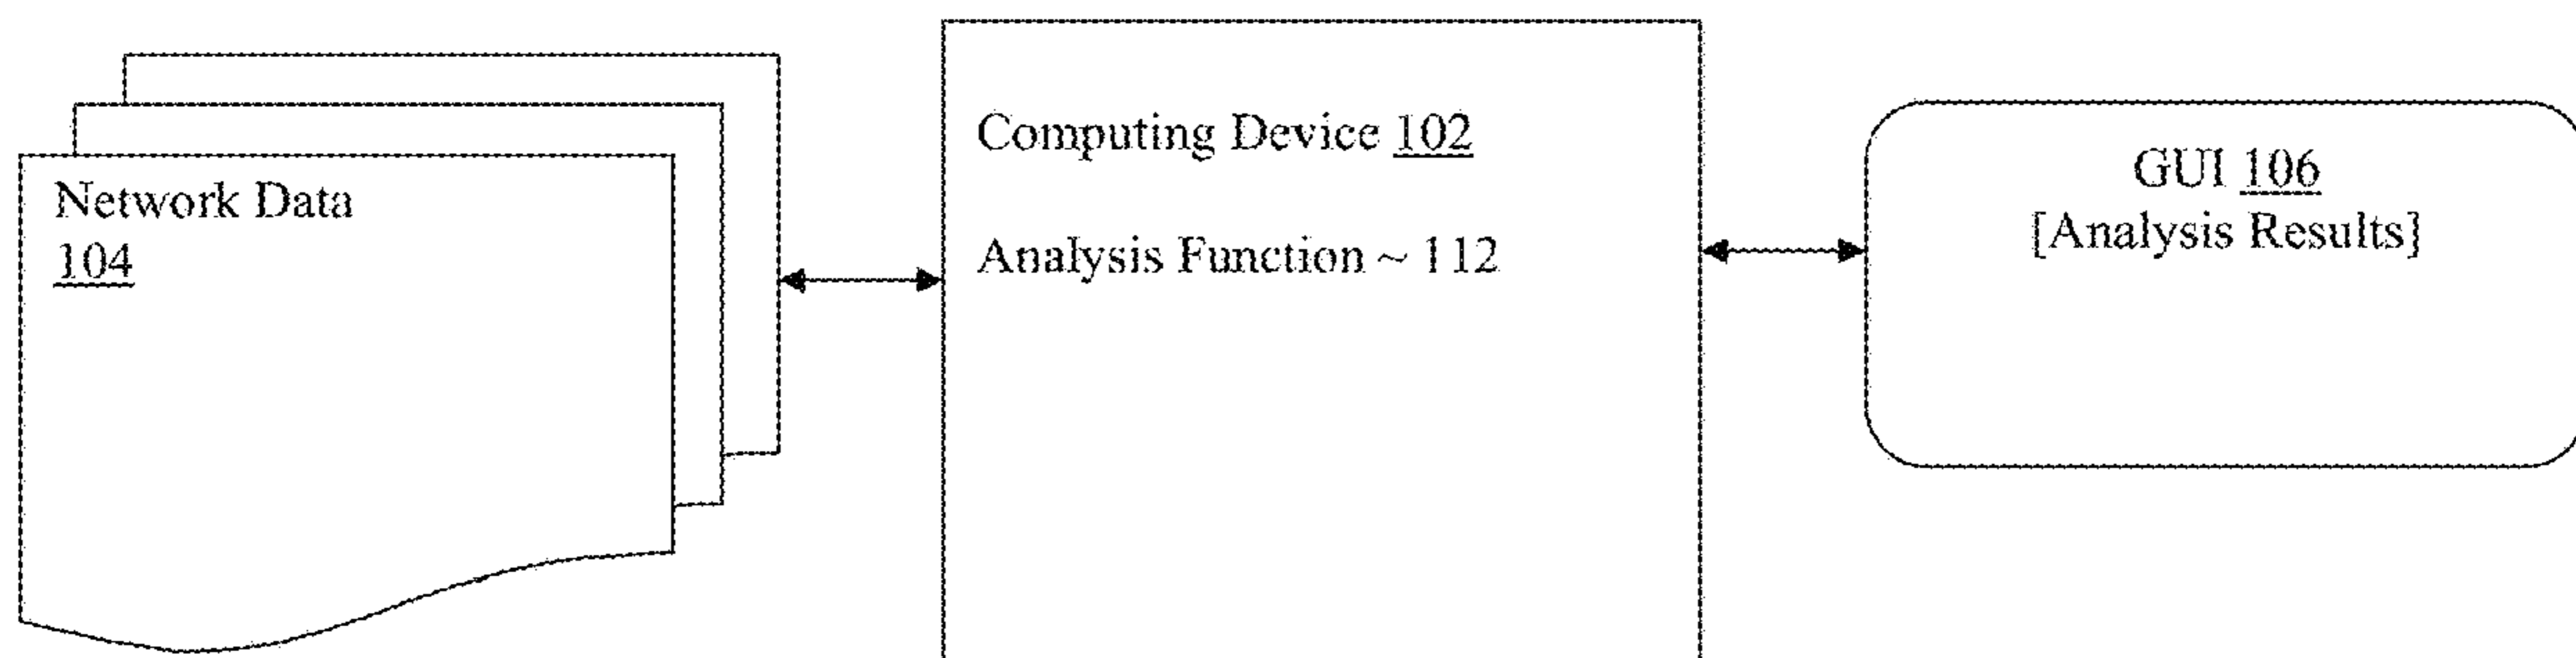 Network Data
104
Computing Device 102
Analysis Function ~ 112
GUI 106
[Analysis Results]